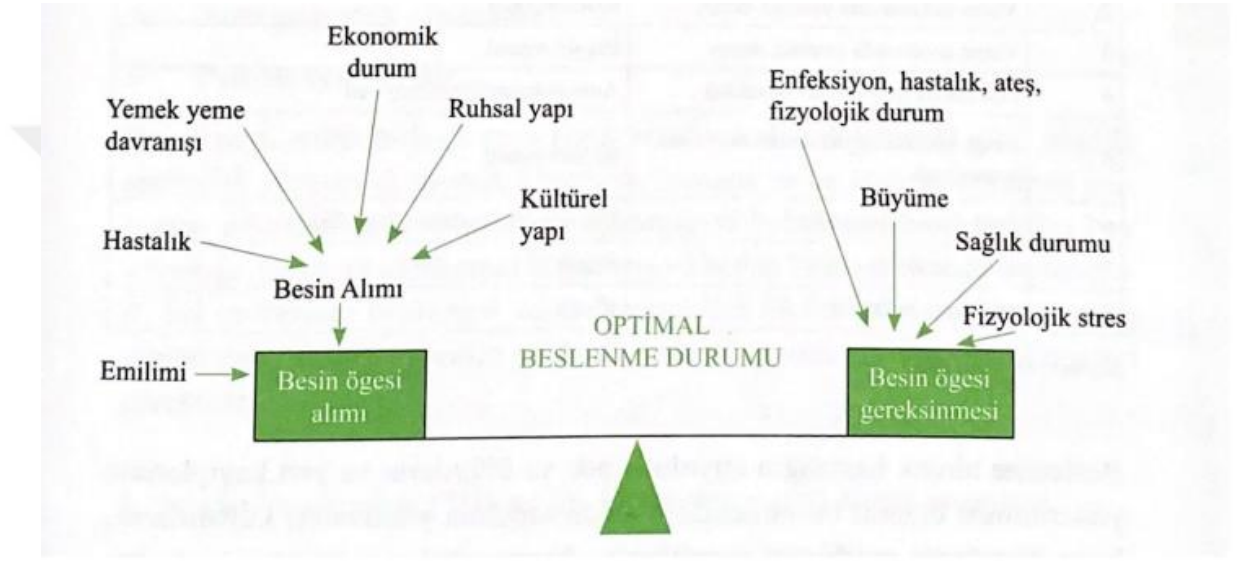 Ekonomik
durum
Yemek yeme
davranışı
Ruhsal yapı
Kültürel
yapı
Hastalık
Besin Alımı
Emilimi
Besin ögesi
alımı
OPTİMAL
BESLENME DURUMU
Enfeksiyon, hastalık, ateş,
fizyolojik durum
Büyüme
Sağlık durumu
Fizyolojik stres
Besin ögesi
gereksinmesi